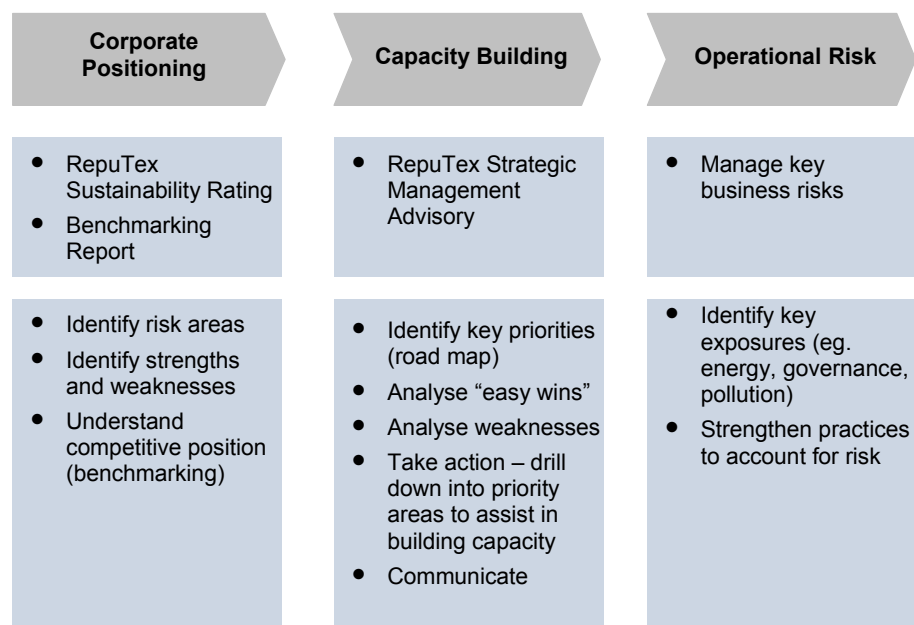 Corporate
Positioning
Capacity Building
Operational Risk
• RepuTex
Sustainability Rating
• Benchmarking
Report
• RepuTex Strategic
Management
Advisory
• Manage key
business risks
• Identify risk areas
• Identify strengths
and weaknesses
• Understand
competitive position
(benchmarking)
• Identify key priorities
(road map)
• Analyse “easy wins”
• Analyse weaknesses
• Take action – drill
down into priority
areas to assist in
building capacity
• Communicate
• Identify key
exposures (eg.
energy, governance,
pollution)
• Strengthen practices
to account for risk